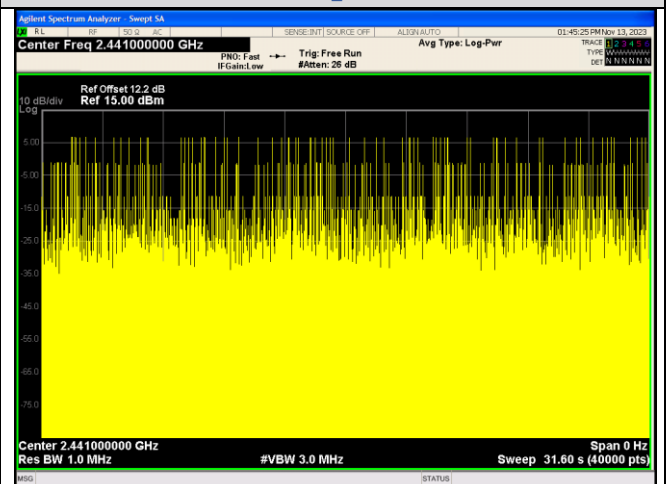 Agilent Spectrum Analyzer - Swept SA
RL RF 50 Ω AC SENSE:INT SOURCE OFF ALIGN AUTO 01:45:25 PM Nov 13, 2023
Center Freq 2.441000000 GHz
PNO: Fast
IFGain:Low
Trig: Free Run
#Atten: 26 dB
Avg Type: Log-Pwr
TRACE 1 2 3 4 5 6
TYPE W
DET N N N N N N
Ref Offset 12.2 dB
10 dB/div Ref 15.00 dBm
Log
5.00
-5.00
-15.0
-25.0
-35.0
-45.0
-55.0
-65.0
-75.0
Center 2.441000000 GHz Span 0 Hz
Res BW 1.0 MHz #VBW 3.0 MHz Sweep 31.60 s (40000 pts)
MSG STATUS